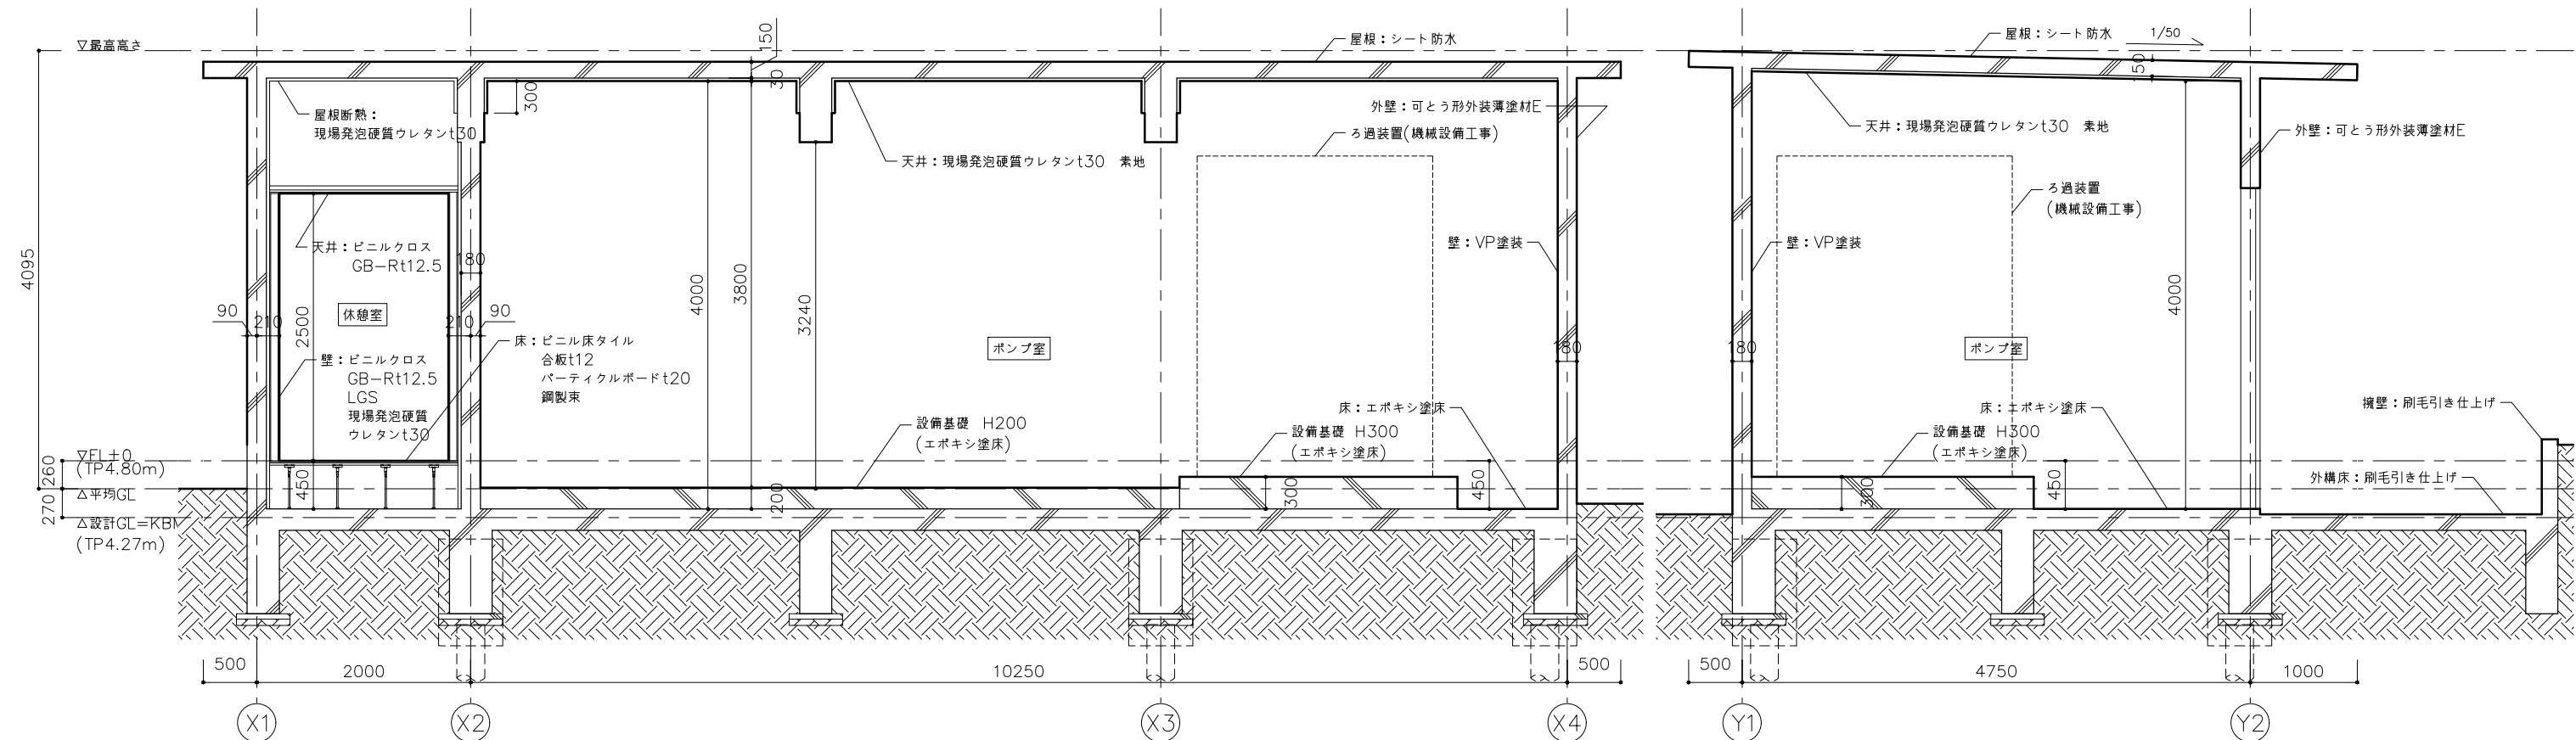 ▽最高高さ
150
30
屋根：シート防水
屋根断熱：
現場発泡硬質ウレタンt30
300
外壁：可とう形外装薄塗材E
ろ過装置(機械設備工事)
天井：現場発泡硬質ウレタンt30　素地
天井：ビニルクロス
GB-Rt12.5
180
壁：VP塗装
4095
4000
3800
3240
90
210
2500
休憩室
210
90
ポンプ室
180
壁：ビニルクロス
GB-Rt12.5
LGS
現場発泡硬質
ウレタンt30
床：ビニル床タイル
合板t12
パーティクルボードt20
鋼製束
設備基礎　H200
(エポキシ塗床)
床：エポキシ塗床
設備基礎　H300
(エポキシ塗床)
▽FL±0
(TP4.80m)
260
△平均GL
270
△設計GL=KBM
(TP4.27m)
450
200
300
450
500
2000
10250
500
X1
X2
X3
X4
屋根：シート防水
1/50
150
天井：現場発泡硬質ウレタンt30　素地
外壁：可とう形外装薄塗材E
ろ過装置
(機械設備工事)
壁：VP塗装
4000
180
ポンプ室
擁壁：刷毛引き仕上げ
床：エポキシ塗床
設備基礎　H300
(エポキシ塗床)
外構床：刷毛引き仕上げ
300
450
500
4750
1000
Y1
Y2